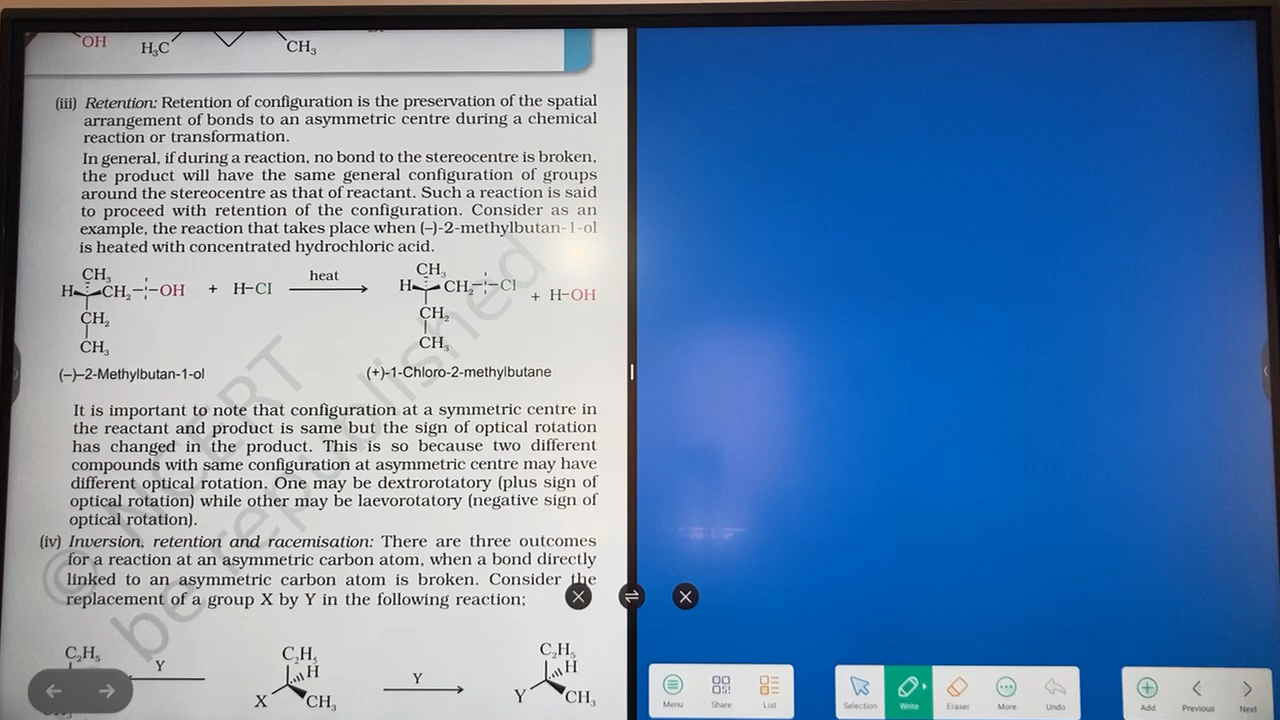 OH H₃C CH₃
(iii) Retention: Retention of configuration is the preservation of the spatial
arrangement of bonds to an asymmetric centre during a chemical
reaction or transformation.
In general, if during a reaction, no bond to the stereocentre is broken,
the product will have the same general configuration of groups
around the stereocentre as that of reactant. Such a reaction is said
to proceed with retention of the configuration. Consider as an
example, the reaction that takes place when (–)-2-methylbutan-1-ol
is heated with concentrated hydrochloric acid.
CH₃ CH₃
heat
H CH₂ OH + H–Cl H CH₂ Cl + H–OH
CH₂ CH₂
CH₃ CH₃
(–)–2-Methylbutan-1-ol (+)-1-Chloro-2-methylbutane
It is important to note that configuration at a symmetric centre in
the reactant and product is same but the sign of optical rotation
has changed in the product. This is so because two different
compounds with same configuration at asymmetric centre may have
different optical rotation. One may be dextrorotatory (plus sign of
optical rotation) while other may be laevorotatory (negative sign of
optical rotation).
(iv) Inversion, retention and racemisation: There are three outcomes
for a reaction at an asymmetric carbon atom, when a bond directly
linked to an asymmetric carbon atom is broken. Consider the
replacement of a group X by Y in the following reaction;
C₂H₅ C₂H₅ C₂H₅
Y H Y H
X CH₃ Y CH₃
© NCERT
be republished
Menu Share List Selection Write Eraser More Undo Add Previous Next